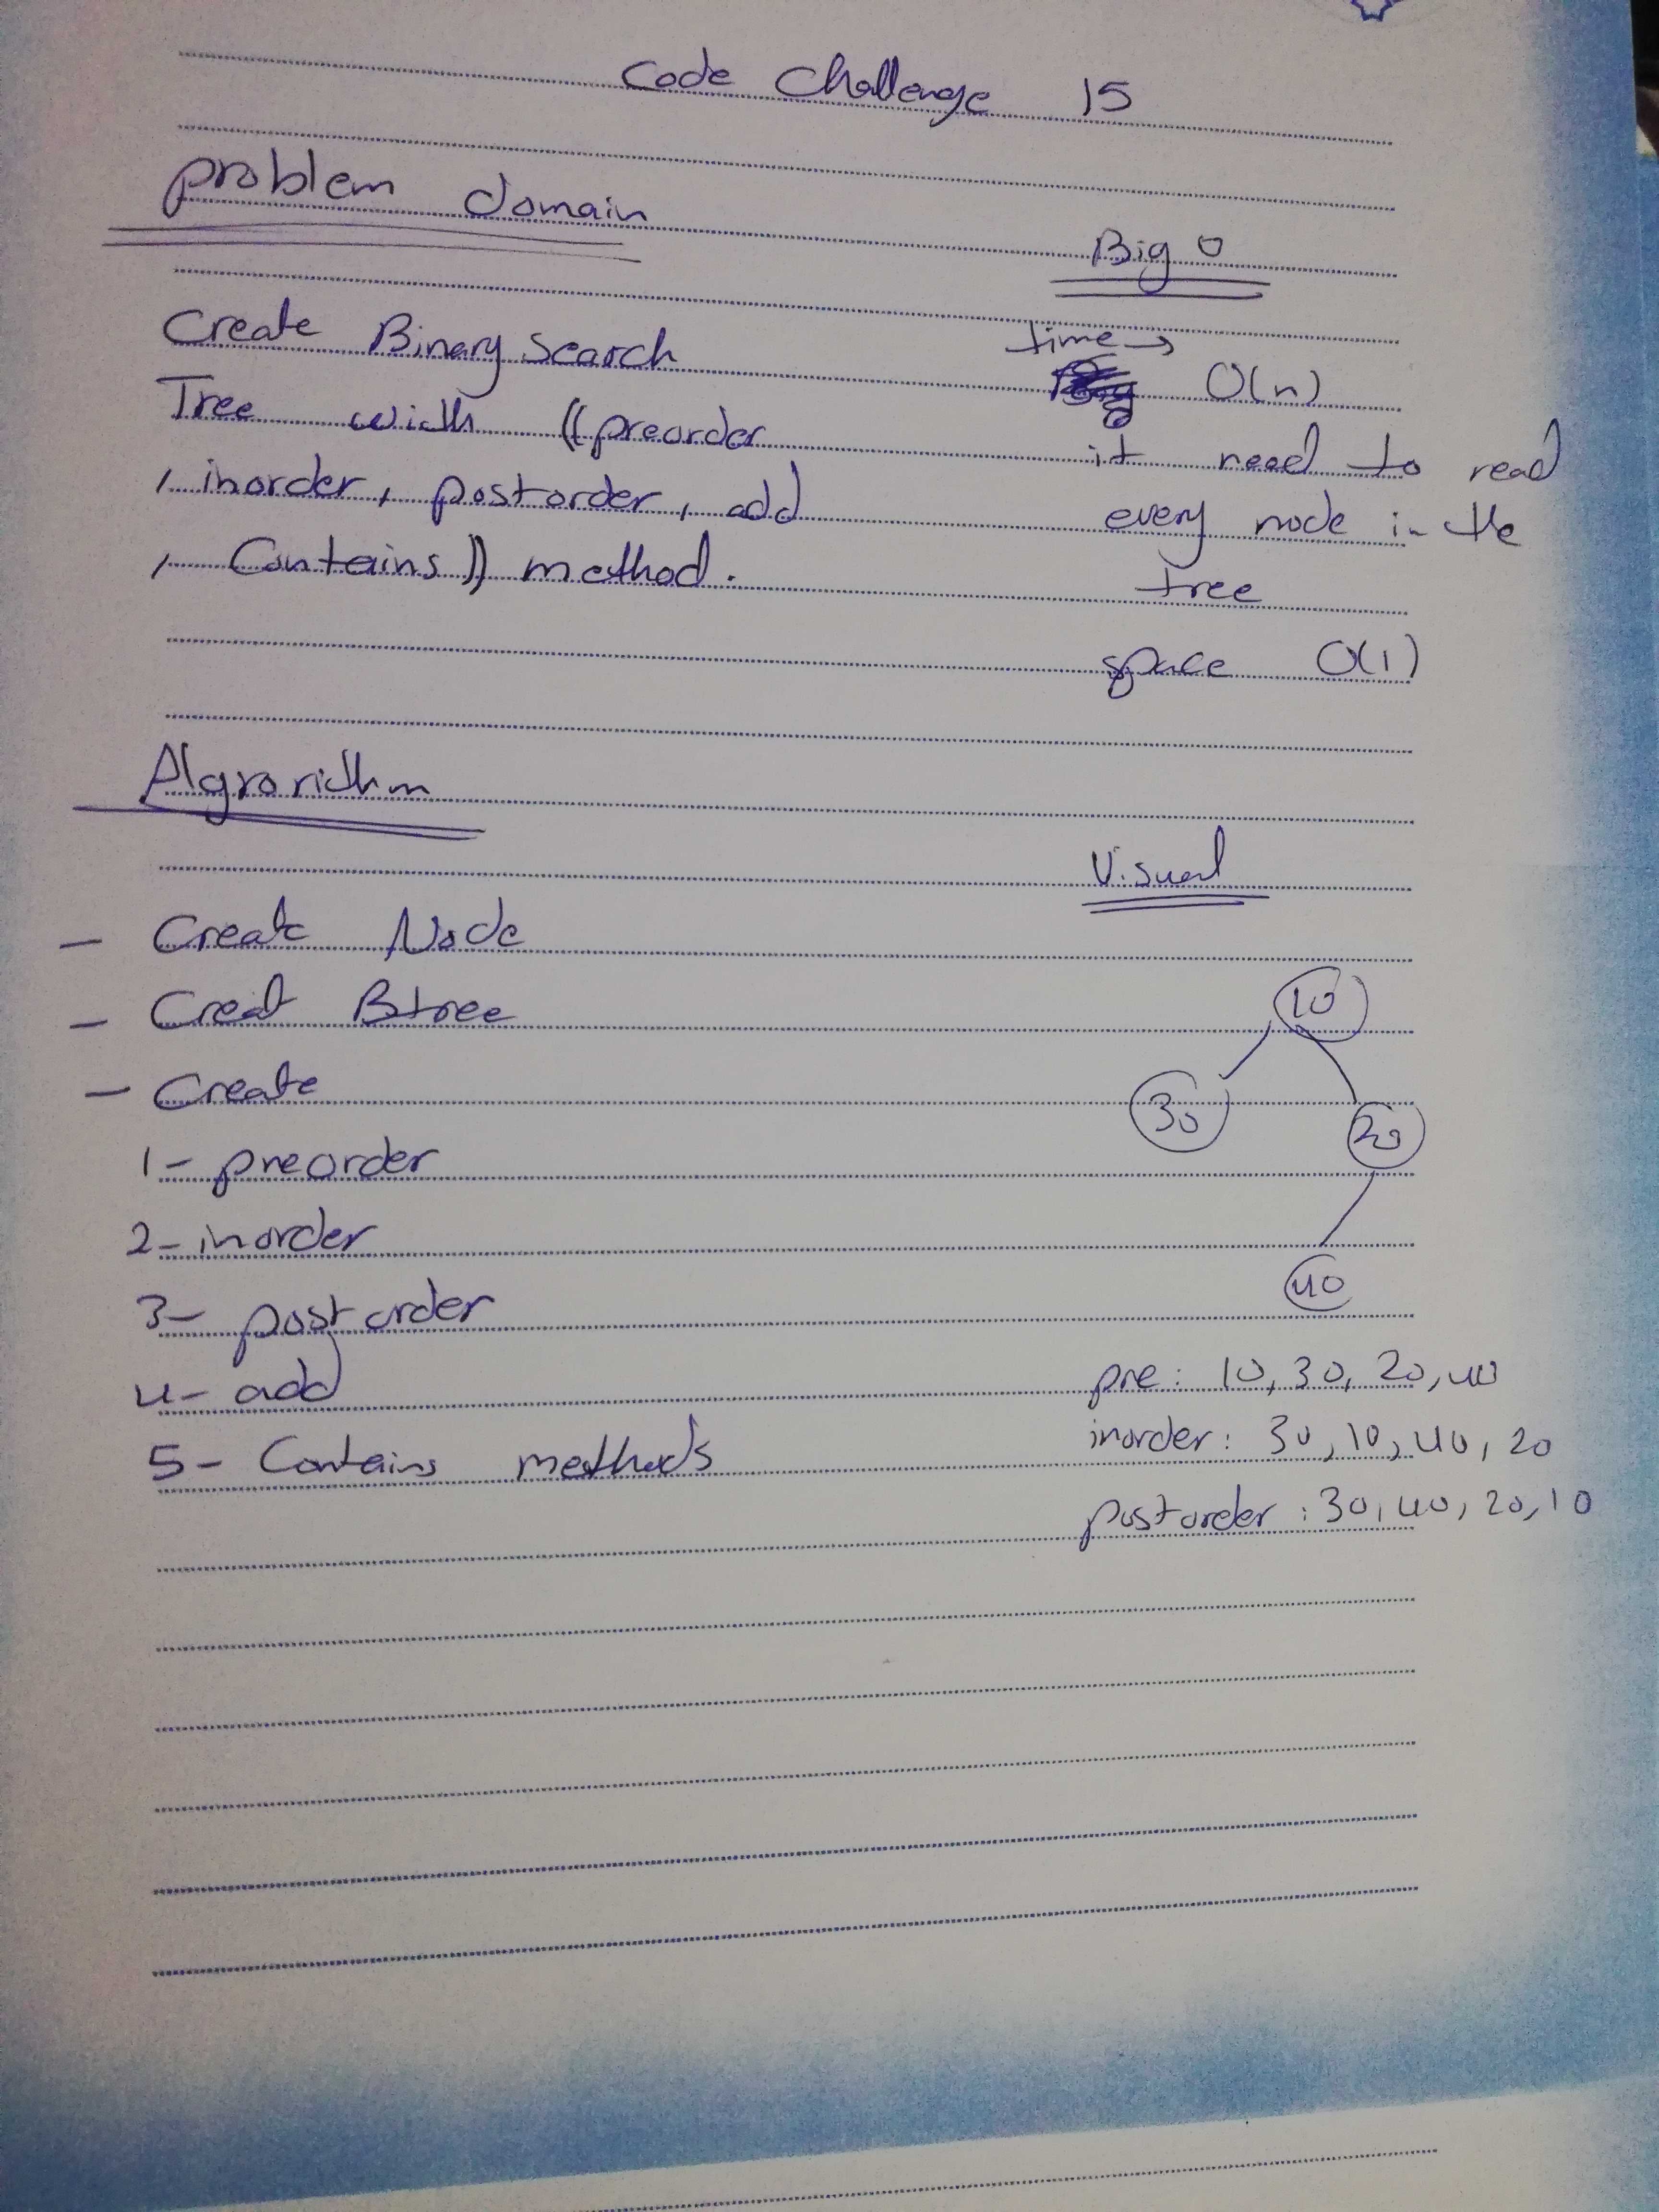 Code Challenge 15
problem domain
Create Binary Search
Tree with ((preorder
, inorder, postorder, add
, Contains)) method.
Big O
time →
O(n)
it need to read
every node in the
tree
space O(1)
Algrorithm
- Create Node
- Creat Btree
- Create
1- preorder
2- inorder
3- post order
4- add
5- Contains methods
Visual
10
30
20
40
pre: 10, 30, 20, 40
inorder: 30, 10, 40, 20
postorder: 30, 40, 20, 10